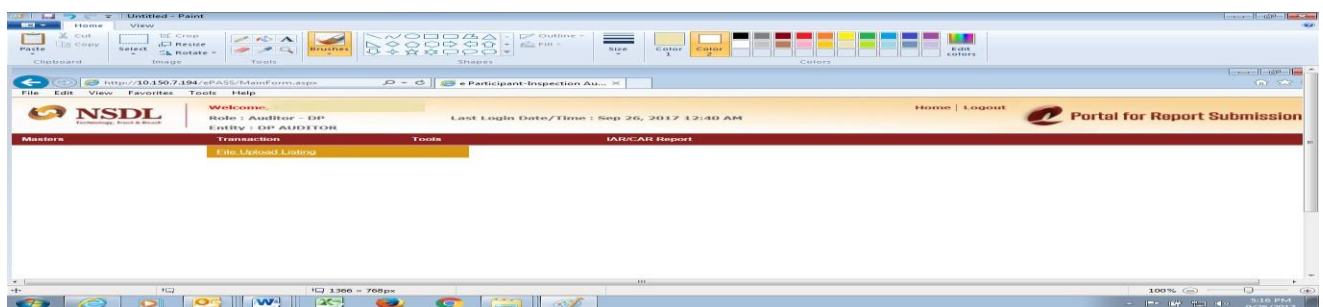 Untitled - Paint
Home View
Cut
Copy
Paste
Clipboard
Crop
Resize
Rotate
Select
Image
Tools
Brushes
Outline
Fill
Shapes
Size
Color 1
Color 2
Edit colors
Colors
http://10.150.7.194/ePASS/MainForm.aspx
e Participant-Inspection Au...
File Edit View Favorites Tools Help
NSDL
Technology, Trust & Reach
Welcome,
Role : Auditor - DP
Entity : DP AUDITOR
Last Login Date/Time : Sep 26, 2017 12:40 AM
Home | Logout
Portal for Report Submission
Masters Transaction Tools IAR/CAR Report
File Upload Listing
1366 × 768px
100%
5:16 PM